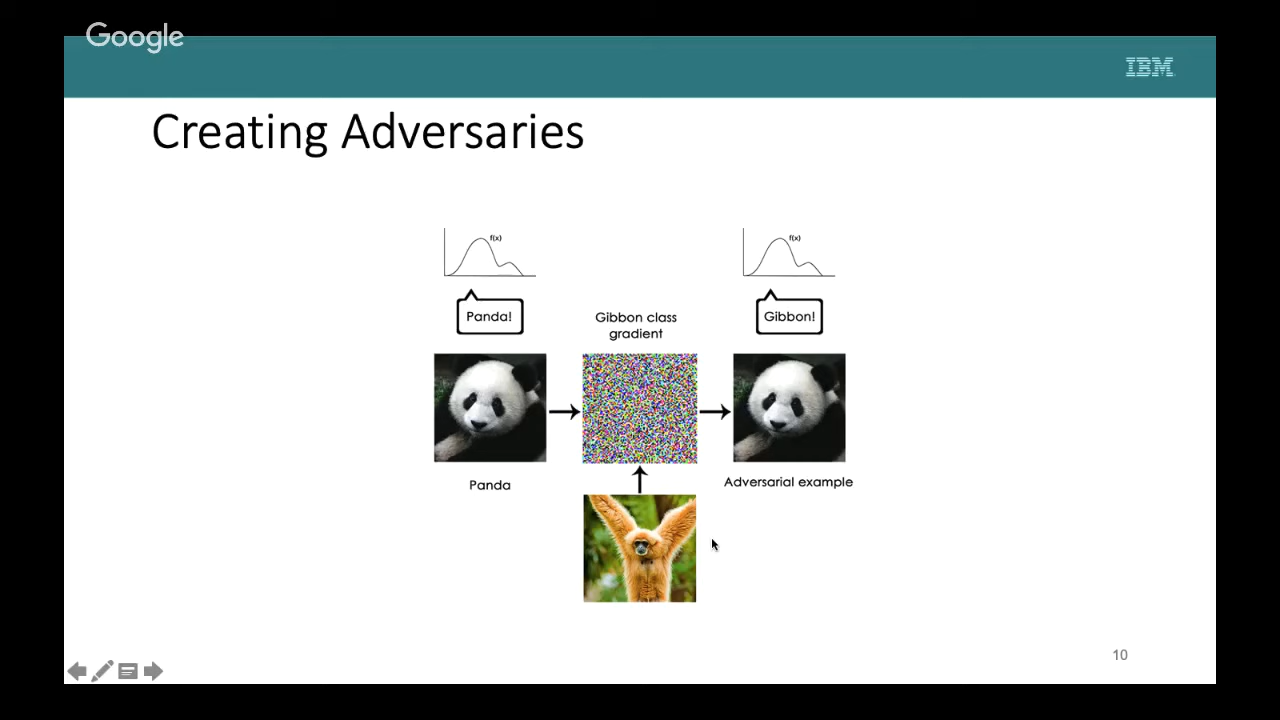 Google
IBM
Creating Adversaries
f(x)
f(x)
Panda!
Gibbon!
Gibbon class
gradient
Panda
Adversarial example
10